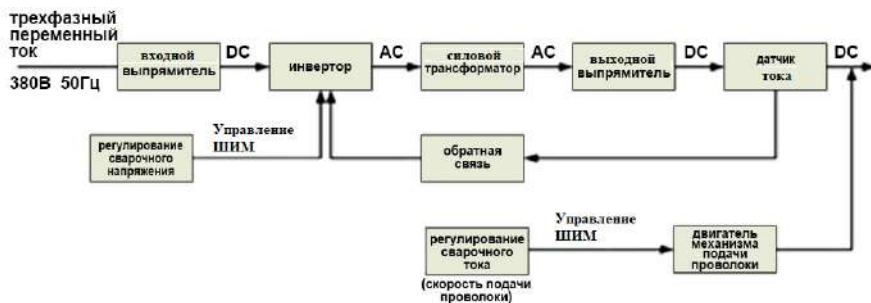 трехфазный
переменный
ток
380В 50Гц
входной
выпрямитель
DC
инвертор
AC
силовой
трансформатор
AC
выходной
выпрямитель
DC
датчик
тока
DC
регулирование
сварочного
напряжения
Управление
ШИМ
обратная
связь
регулирование
сварочного
тока
(скорость подачи
проволоки)
Управление
ШИМ
двигатель
механизма
подачи
проволоки